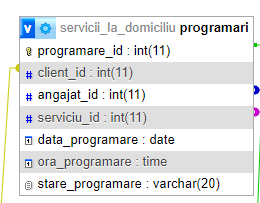 v servicii_la_domiciliu programari
programare_id : int(11)
# client_id : int(11)
# angajat_id : int(11)
# serviciu_id : int(11)
data_programare : date
ora_programare : time
stare_programare : varchar(20)